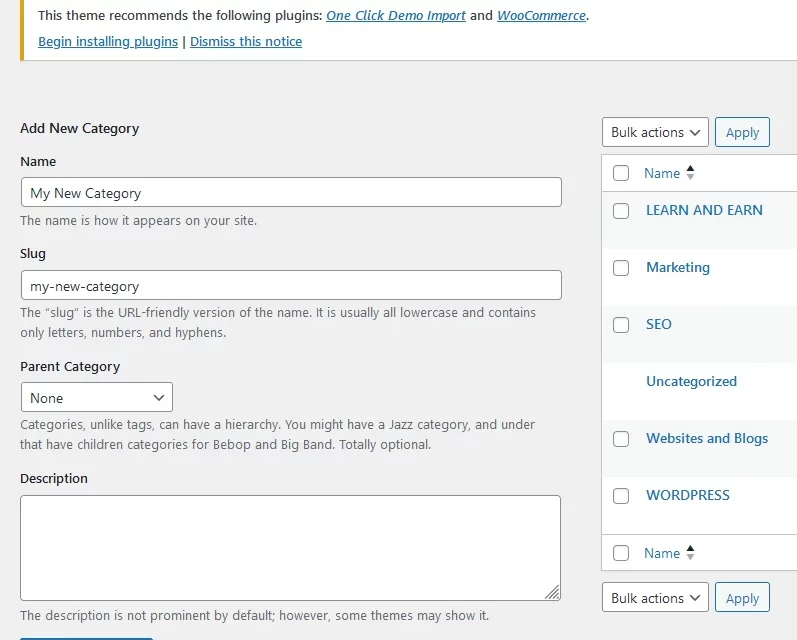 This theme recommends the following plugins: One Click Demo Import and WooCommerce.
Begin installing plugins | Dismiss this notice
Add New Category
Name
My New Category
The name is how it appears on your site.
Slug
my-new-category
The “slug” is the URL-friendly version of the name. It is usually all lowercase and contains
only letters, numbers, and hyphens.
Parent Category
None
Categories, unlike tags, can have a hierarchy. You might have a Jazz category, and under
that have children categories for Bebop and Big Band. Totally optional.
Description
The description is not prominent by default; however, some themes may show it.
Bulk actions Apply
Name
LEARN AND EARN
Marketing
SEO
Uncategorized
Websites and Blogs
WORDPRESS
Name
Bulk actions Apply